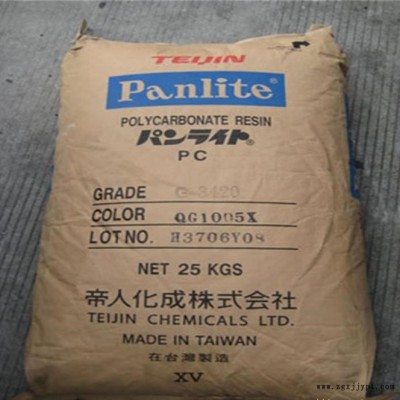 TEIJIN
Panlite®
POLYCARBONATE RESIN
パンライト®
PC
GRADE G-3420
COLOR QG1005X
LOT NO. H3706Y08
NET 25 KGS
帝人化成株式会社
TEIJIN CHEMICALS LTD.
MADE IN TAIWAN
在台灣製造
XV